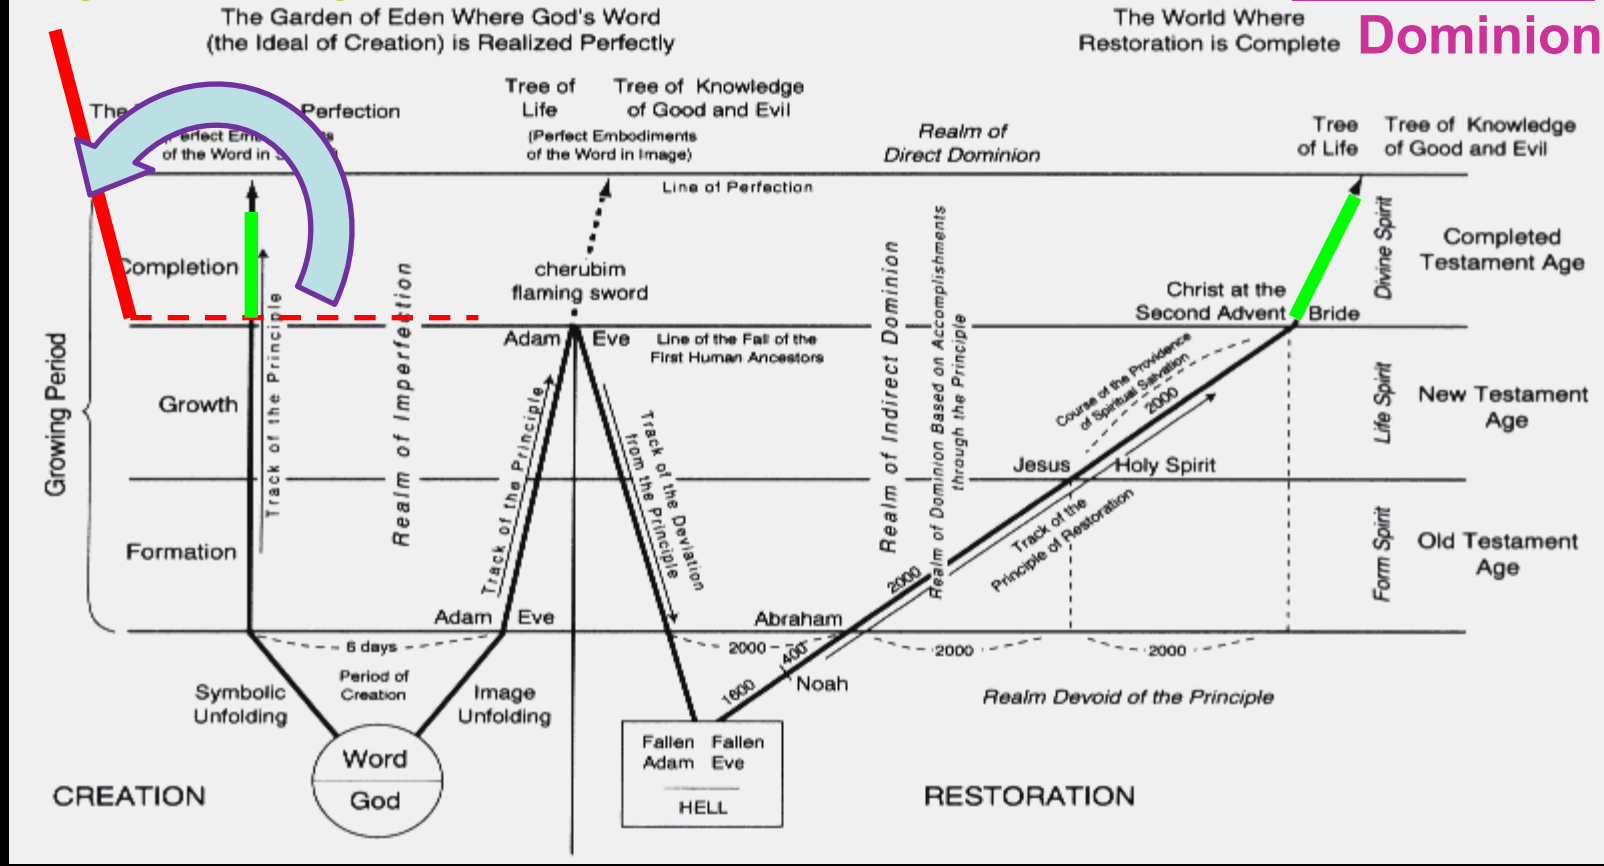 The Garden of Eden Where God's Word
(the Ideal of Creation) is Realized Perfectly
The World Where
Restoration is Complete
Dominion
The
Perfection
of the Word in
Tree of
Life
Tree of Knowledge
of Good and Evil
(Perfect Embodiments
of the Word in Image)
Realm of
Direct Dominion
Tree
of Life
Tree of Knowledge
of Good and Evil
Line of Perfection
Growing Period
Completion
Growth
Formation
Track of the Principle
Realm of Imperfection
cherubim
flaming sword
Adam Eve
Line of the Fall of the
First Human Ancestors
Track of the Principle
Track of the Deviation
from the Principle
Realm of Indirect Dominion
Realm of Dominion Based on Accomplishments
through the Principle
Christ at the
Second Advent
Bride
Course of the Providence
of Spiritual Salvation
2000
Jesus
Holy Spirit
Track of the
Principle of Restoration
2000
Divine Spirit
Life Spirit
Form Spirit
Completed
Testament Age
New Testament
Age
Old Testament
Age
Adam Eve
Abraham
6 days
2000
400
2000
2000
Period of
Creation
Symbolic
Unfolding
Image
Unfolding
1600
Noah
Realm Devoid of the Principle
Word
God
Fallen Fallen
Adam Eve
HELL
CREATION
RESTORATION